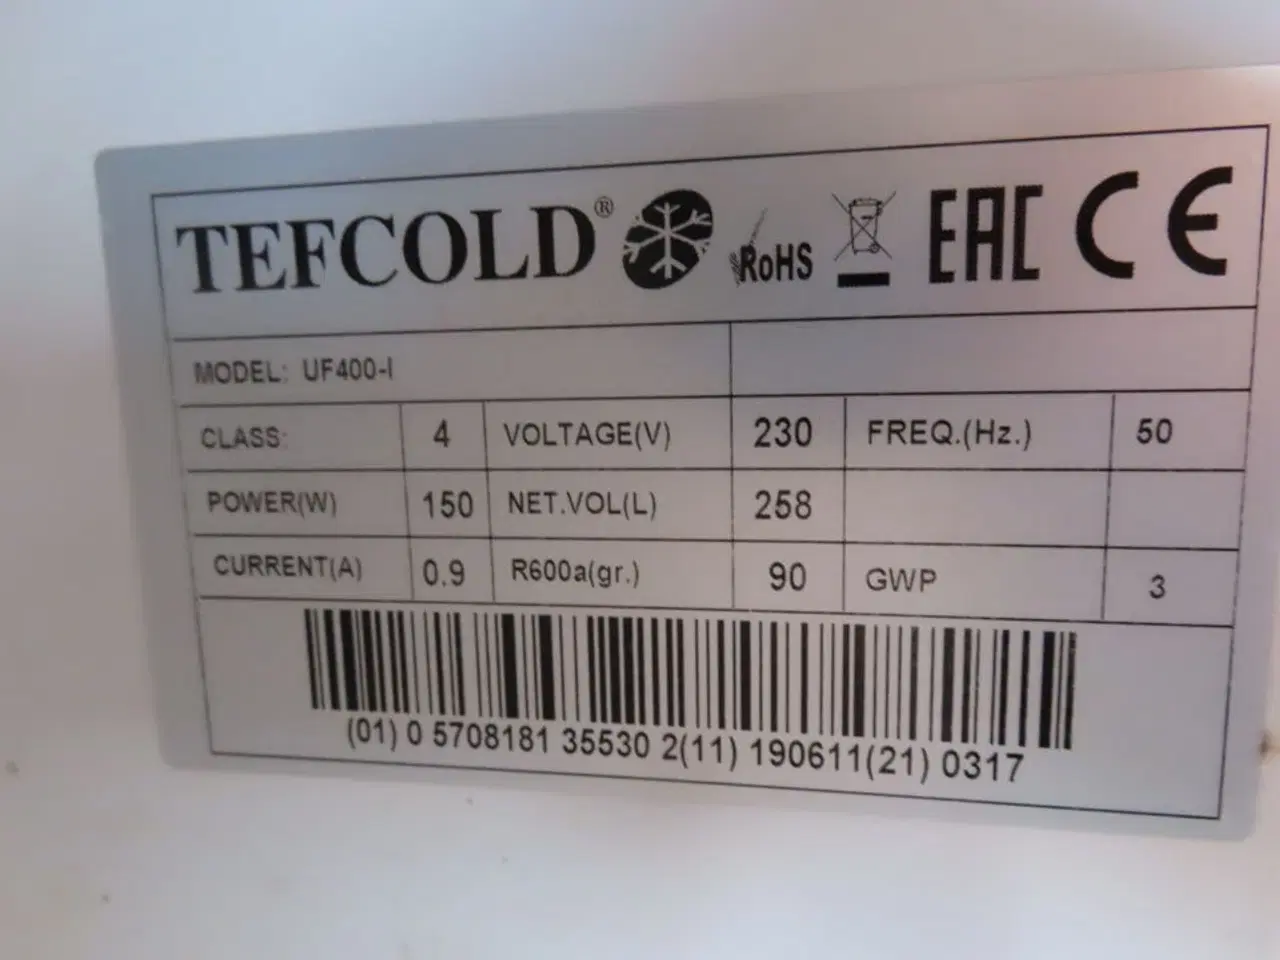 TEFCOLD® RoHS EAC CE
MODEL: UF400-I
CLASS: 4 VOLTAGE(V) 230 FREQ.(Hz.) 50
POWER(W) 150 NET.VOL(L) 258
CURRENT(A) 0.9 R600a(gr.) 90 GWP 3
(01) 0 5708181 35530 2(11) 190611(21) 0317